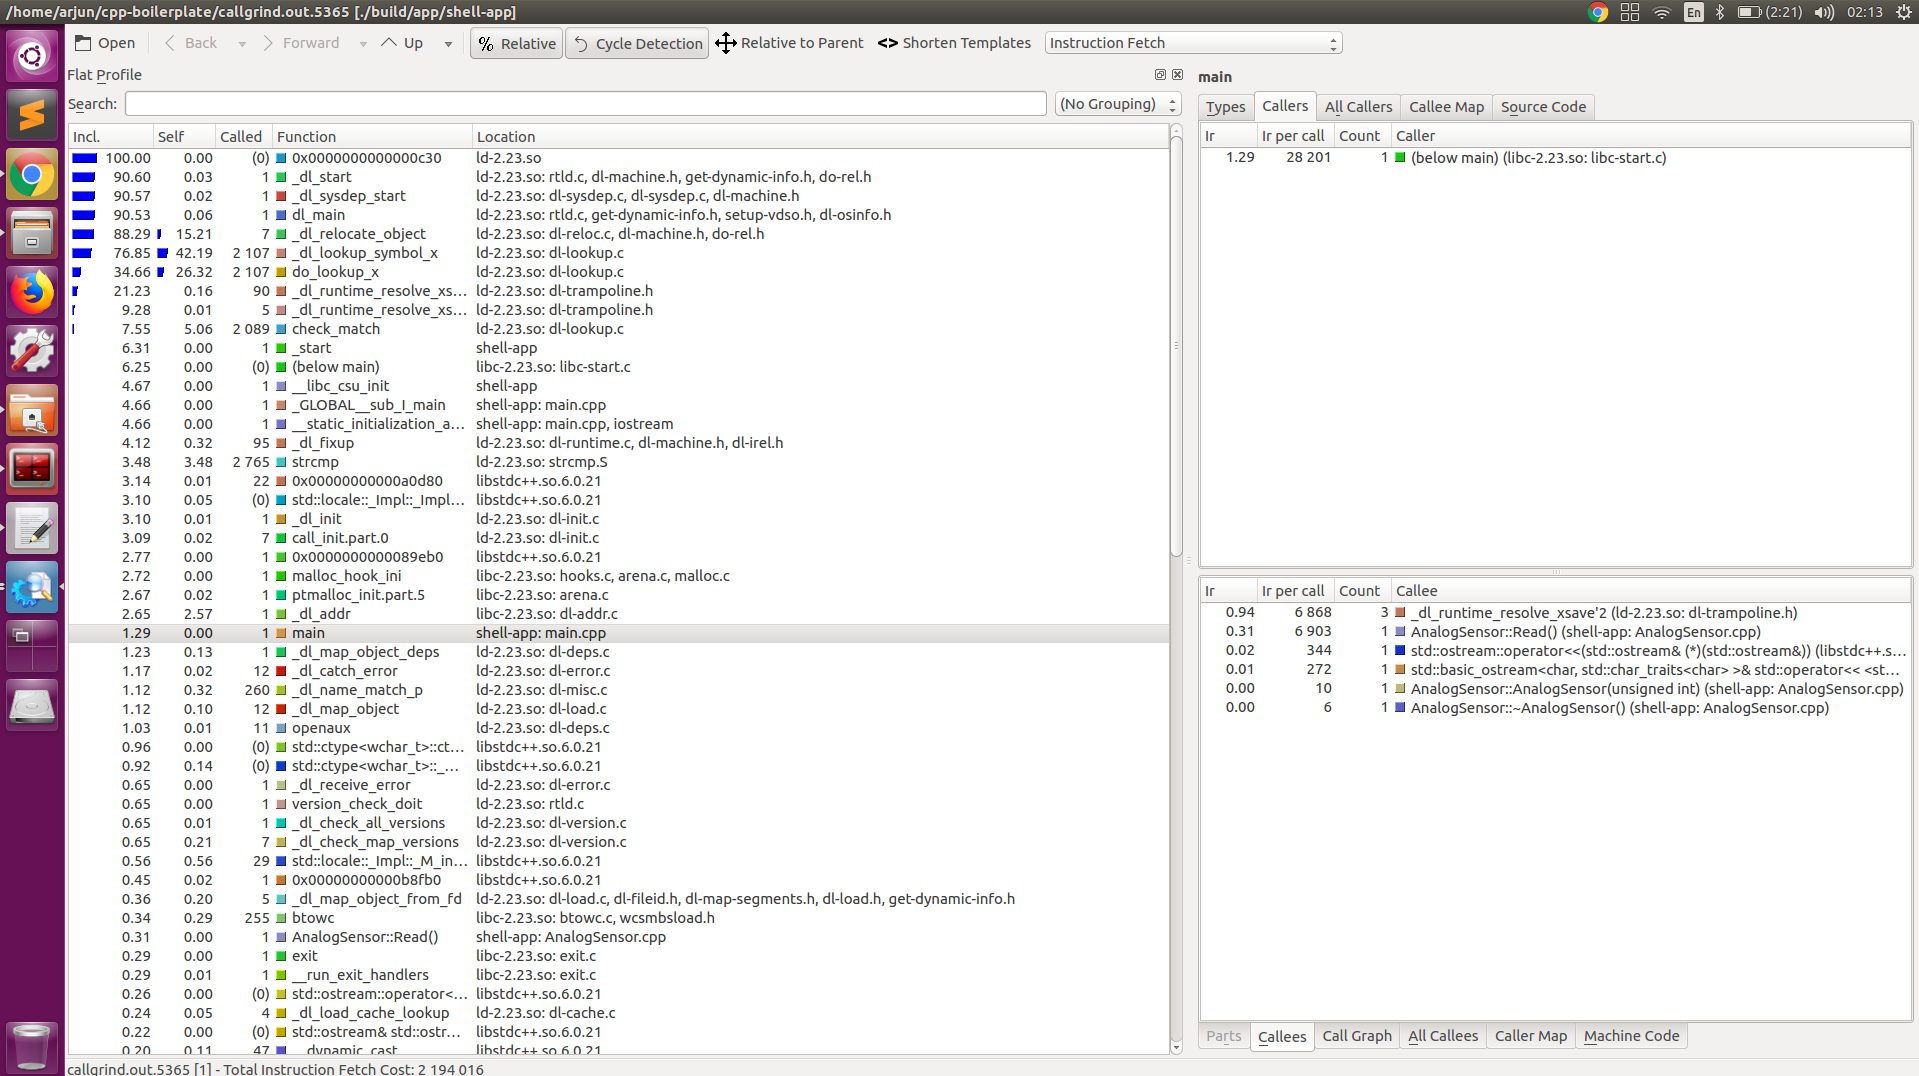 /home/arjun/cpp-boilerplate/callgrind.out.5365 [./build/app/shell-app]
En (2:21) 02:13
Open Back Forward Up % Relative Cycle Detection Relative to Parent <> Shorten Templates Instruction Fetch
Flat Profile
Search: (No Grouping)
Incl. Self Called Function Location
100.00 0.00 (0) 0x0000000000000c30 ld-2.23.so
90.60 0.03 1 _dl_start ld-2.23.so: rtld.c, dl-machine.h, get-dynamic-info.h, do-rel.h
90.57 0.02 1 _dl_sysdep_start ld-2.23.so: dl-sysdep.c, dl-sysdep.c, dl-machine.h
90.53 0.06 1 dl_main ld-2.23.so: rtld.c, get-dynamic-info.h, setup-vdso.h, dl-osinfo.h
88.29 15.21 7 _dl_relocate_object ld-2.23.so: dl-reloc.c, dl-machine.h, do-rel.h
76.85 42.19 2 107 _dl_lookup_symbol_x ld-2.23.so: dl-lookup.c
34.66 26.32 2 107 do_lookup_x ld-2.23.so: dl-lookup.c
21.23 0.16 90 _dl_runtime_resolve_xs... ld-2.23.so: dl-trampoline.h
9.28 0.01 5 _dl_runtime_resolve_xs... ld-2.23.so: dl-trampoline.h
7.55 5.06 2 089 check_match ld-2.23.so: dl-lookup.c
6.31 0.00 1 _start shell-app
6.25 0.00 (0) (below main) libc-2.23.so: libc-start.c
4.67 0.00 1 __libc_csu_init shell-app
4.66 0.00 1 _GLOBAL__sub_I_main shell-app: main.cpp
4.66 0.00 1 __static_initialization_a... shell-app: main.cpp, iostream
4.12 0.32 95 _dl_fixup ld-2.23.so: dl-runtime.c, dl-machine.h, dl-irel.h
3.48 3.48 2 765 strcmp ld-2.23.so: strcmp.S
3.14 0.01 22 0x00000000000a0d80 libstdc++.so.6.0.21
3.10 0.05 (0) std::locale::_Impl::_Impl... libstdc++.so.6.0.21
3.10 0.01 1 _dl_init ld-2.23.so: dl-init.c
3.09 0.02 7 call_init.part.0 ld-2.23.so: dl-init.c
2.77 0.00 1 0x0000000000089eb0 libstdc++.so.6.0.21
2.72 0.00 1 malloc_hook_ini libc-2.23.so: hooks.c, arena.c, malloc.c
2.67 0.02 1 ptmalloc_init.part.5 libc-2.23.so: arena.c
2.65 2.57 1 _dl_addr libc-2.23.so: dl-addr.c
1.29 0.00 1 main shell-app: main.cpp
1.23 0.13 1 _dl_map_object_deps ld-2.23.so: dl-deps.c
1.17 0.02 12 _dl_catch_error ld-2.23.so: dl-error.c
1.12 0.32 260 _dl_name_match_p ld-2.23.so: dl-misc.c
1.12 0.10 12 _dl_map_object ld-2.23.so: dl-load.c
1.03 0.01 11 openaux ld-2.23.so: dl-deps.c
0.96 0.00 (0) std::ctype<wchar_t>::ct... libstdc++.so.6.0.21
0.92 0.14 (0) std::ctype<wchar_t>::_... libstdc++.so.6.0.21
0.65 0.00 1 _dl_receive_error ld-2.23.so: dl-error.c
0.65 0.00 1 version_check_doit ld-2.23.so: rtld.c
0.65 0.01 1 _dl_check_all_versions ld-2.23.so: dl-version.c
0.65 0.21 7 _dl_check_map_versions ld-2.23.so: dl-version.c
0.56 0.56 29 std::locale::_Impl::_M_in... libstdc++.so.6.0.21
0.45 0.02 1 0x00000000000b8fb0 libstdc++.so.6.0.21
0.36 0.20 5 _dl_map_object_from_fd ld-2.23.so: dl-load.c, dl-fileid.h, dl-map-segments.h, dl-load.h, get-dynamic-info.h
0.34 0.29 255 btowc libc-2.23.so: btowc.c, wcsmbsload.h
0.31 0.00 1 AnalogSensor::Read() shell-app: AnalogSensor.cpp
0.29 0.00 1 exit libc-2.23.so: exit.c
0.29 0.01 1 __run_exit_handlers libc-2.23.so: exit.c
0.26 0.00 (0) std::ostream::operator<... libstdc++.so.6.0.21
0.24 0.05 4 _dl_load_cache_lookup ld-2.23.so: dl-cache.c
0.22 0.00 (0) std::ostream& std::ostr... libstdc++.so.6.0.21
0.20 0.11 47 __dynamic_cast libstdc++.so.6.0.21
callgrind.out.5365 [1] - Total Instruction Fetch Cost: 2 194 016
main
Types Callers All Callers Callee Map Source Code
Ir Ir per call Count Caller
1.29 28 201 1 (below main) (libc-2.23.so: libc-start.c)
Ir Ir per call Count Callee
0.94 6 868 3 _dl_runtime_resolve_xsave'2 (ld-2.23.so: dl-trampoline.h)
0.31 6 903 1 AnalogSensor::Read() (shell-app: AnalogSensor.cpp)
0.02 344 1 std::ostream::operator<<(std::ostream& (*)(std::ostream&)) (libstdc++.s...
0.01 272 1 std::basic_ostream<char, std::char_traits<char> >& std::operator<< <st...
0.00 10 1 AnalogSensor::AnalogSensor(unsigned int) (shell-app: AnalogSensor.cpp)
0.00 6 1 AnalogSensor::~AnalogSensor() (shell-app: AnalogSensor.cpp)
Parts Callees Call Graph All Callees Caller Map Machine Code